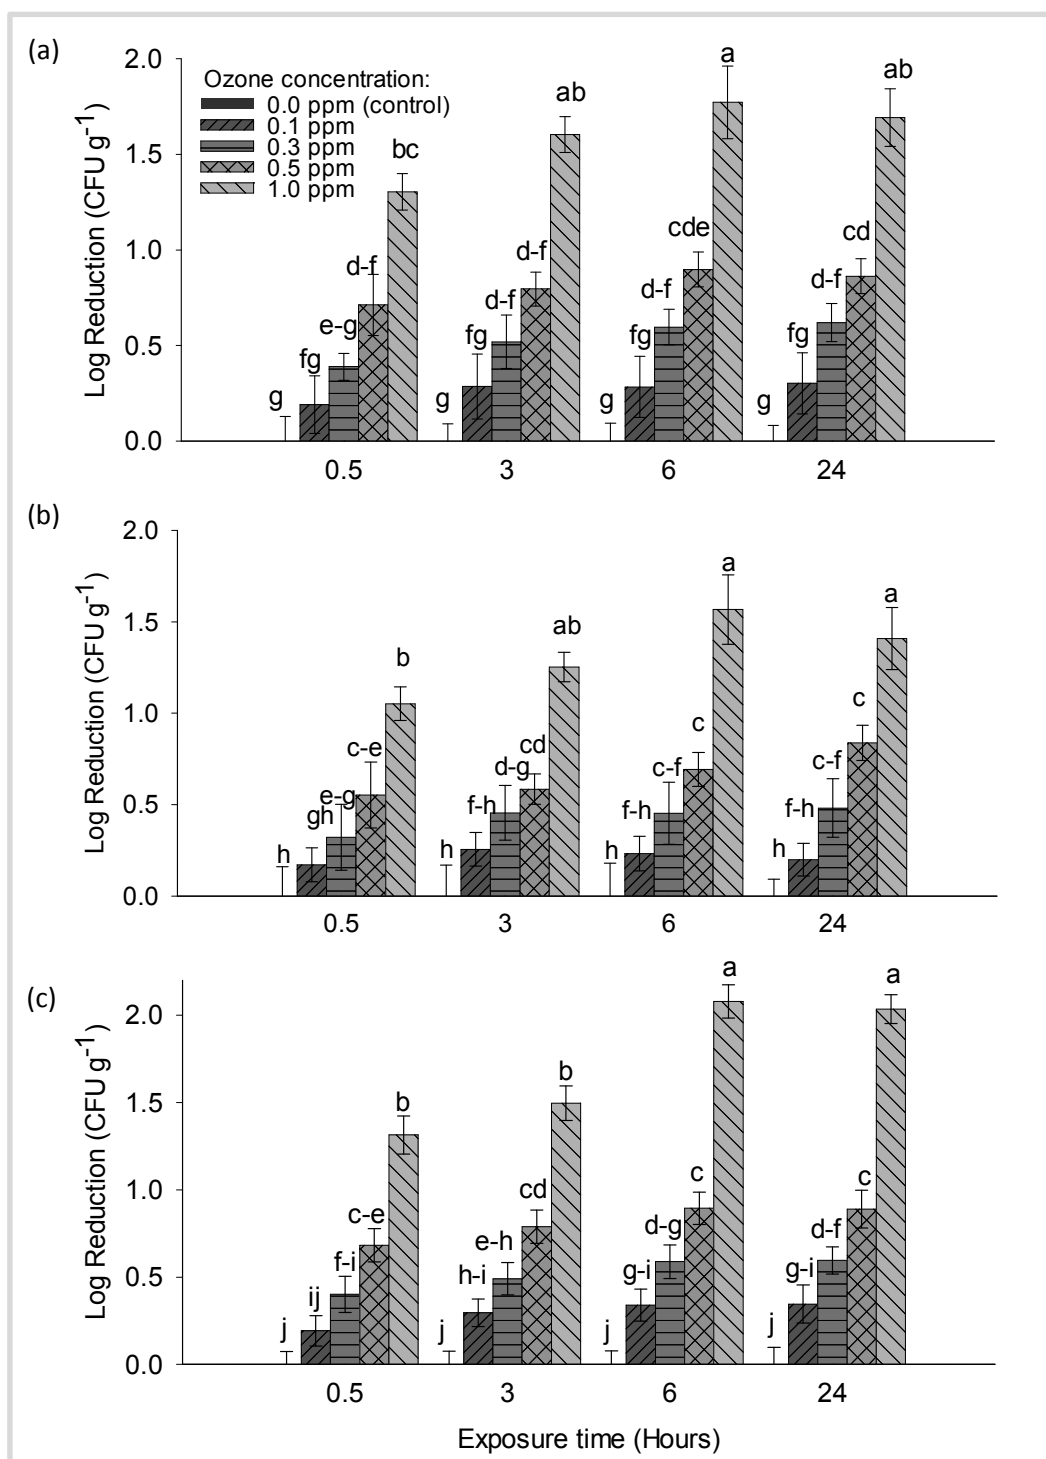 (a)
2.0
1.5
1.0
0.5
0.0
Log Reduction (CFU g-1)
Ozone concentration:
0.0 ppm (control)
0.1 ppm
0.3 ppm
0.5 ppm
1.0 ppm
g fg e-g d-f bc
g fg d-f d-f ab
g fg d-f cde a
g fg d-f cd ab
0.5 3 6 24
(b)
2.0
1.5
1.0
0.5
0.0
Log Reduction (CFU g-1)
h gh e-g c-e b
h f-h d-g cd ab
h f-h c-f c a
h f-h c-f c a
0.5 3 6 24
(c)
2.0
1.5
1.0
0.5
0.0
Log Reduction (CFU g-1)
j ij f-i c-e b
j h-i e-h cd b
j g-i d-g c a
j g-i d-f c a
0.5 3 6 24
Exposure time (Hours)